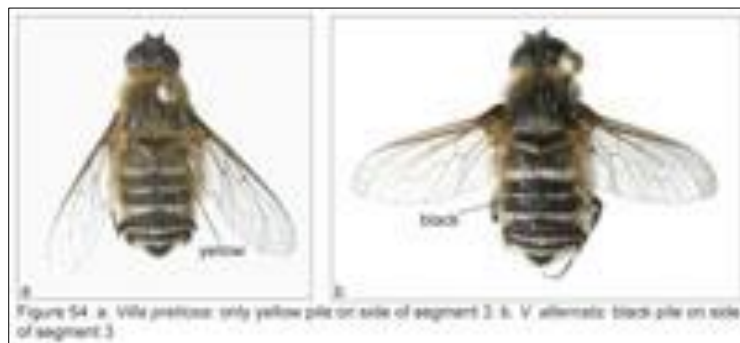 yellow
black
a
b
Figure 54 a. Villa pretiosa: only yellow pile on side of segment 3. b. V. alternata: black pile on side
of segment 3